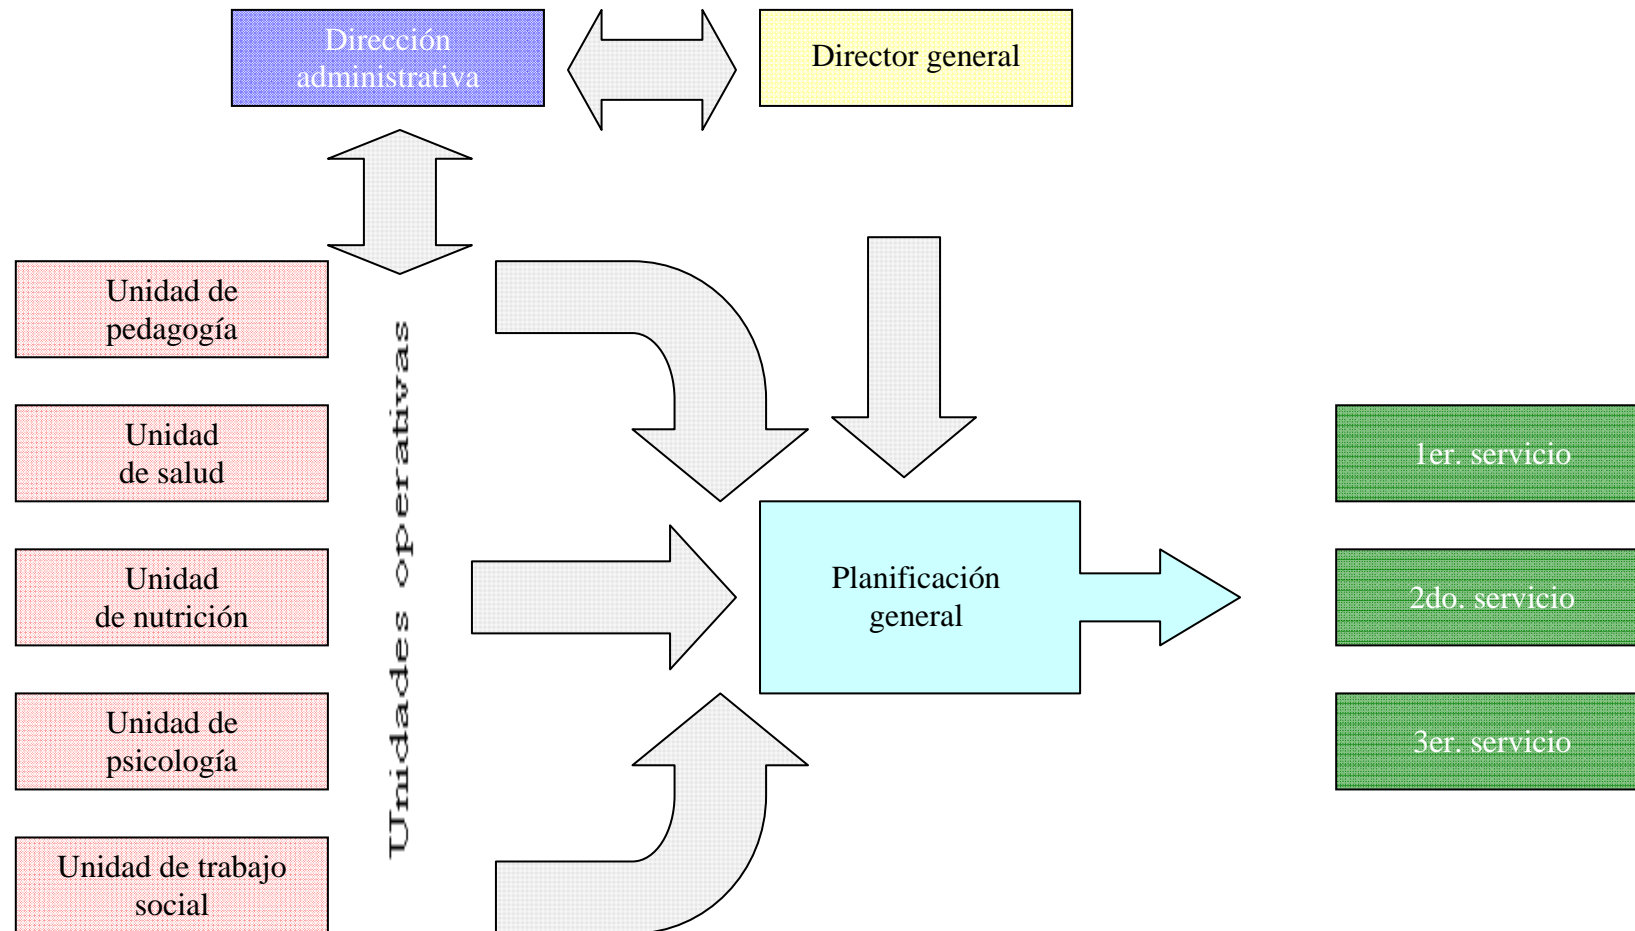 Dirección
administrativa
Director general
Unidad de
pedagogía
Unidad
de salud
Unidad
de nutrición
Unidad de
psicología
Unidad de trabajo
social
Unidades operativas
Planificación
general
1er. servicio
2do. servicio
3er. servicio